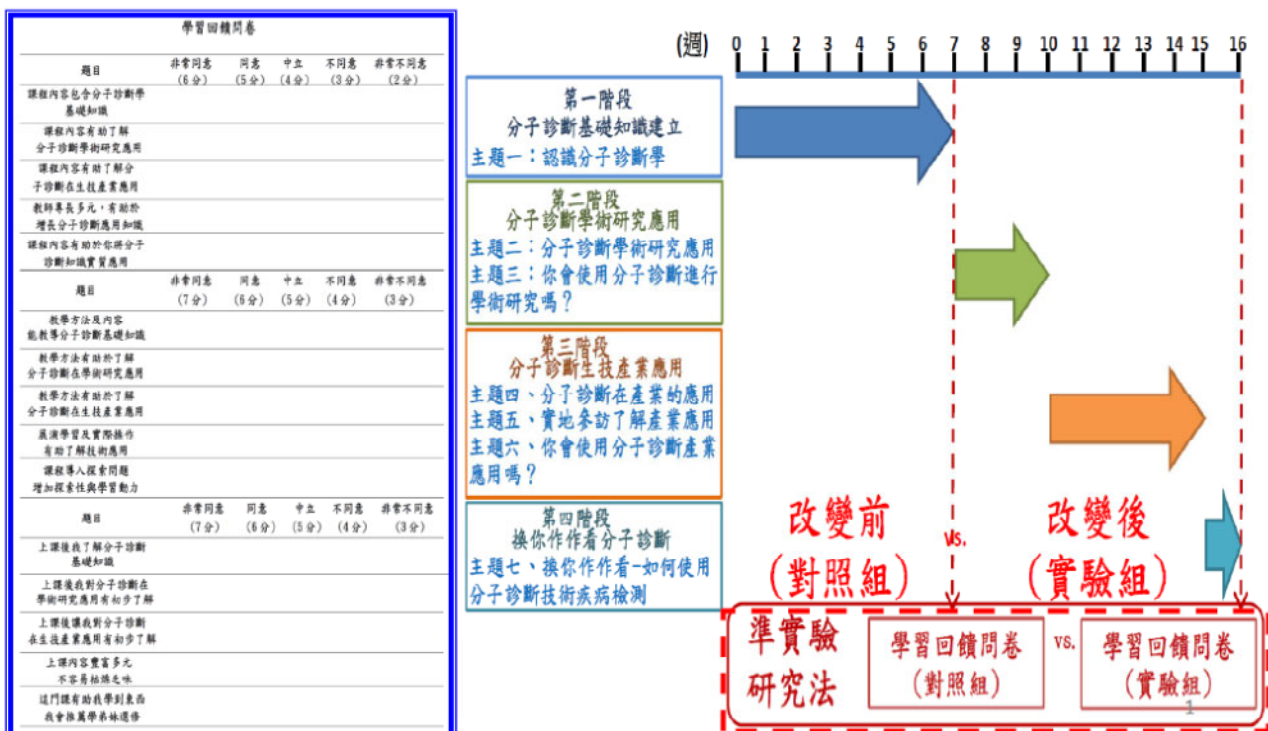 學習回饋問卷
題目 非常同意 同意 中立 不同意 非常不同意
(6分) (5分) (4分) (3分) (2分)
課程內容包含分子診斷學
基礎知識
課程內容有助了解
分子診斷學術研究應用
課程內容有助了解分
子診斷在生技產業應用
教師專長多元，有助於
增長分子診斷應用知識
課程內容有助於你將分子
診斷知識實質應用
題目 非常同意 同意 中立 不同意 非常不同意
(7分) (6分) (5分) (4分) (3分)
教學方法及內容
能教導分子診斷基礎知識
教學方法有助於了解
分子診斷在學術研究應用
教學方法有助於了解
分子診斷在生技產業應用
展演學習及實際操作
有助了解技術應用
課程導入探索問題
增加探索性與學習動力
題目 非常同意 同意 中立 不同意 非常不同意
(7分) (6分) (5分) (4分) (3分)
上課後我了解分子診斷
基礎知識
上課後我對分子診斷在
學術研究應用有初步了解
上課後讓我對分子診斷
在生技產業應用有初步了解
上課內容豐富多元
不容易枯燥乏味
這門課有助我學到東西
我會推薦學弟妹選修
(週) 0 1 2 3 4 5 6 7 8 9 10 11 12 13 14 15 16
第一階段
分子診斷基礎知識建立
主題一：認識分子診斷學
第二階段
分子診斷學術研究應用
主題二：分子診斷學術研究應用
主題三：你會使用分子診斷進行
學術研究嗎？
第三階段
分子診斷生技產業應用
主題四、分子診斷在產業的應用
主題五、實地參訪了解產業應用
主題六、你會使用分子診斷產業
應用嗎？
第四階段
換你作作看分子診斷
主題七、換你作作看-如何使用
分子診斷技術疾病檢測
改變前 vs. 改變後
(對照組) (實驗組)
準實驗
研究法
學習回饋問卷 vs. 學習回饋問卷
(對照組) (實驗組)
1